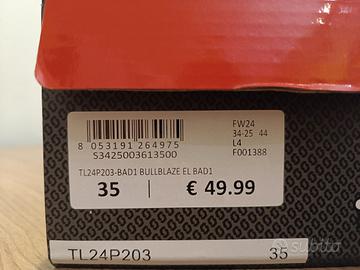 8 053191 264975
S3425003613500
FW24
34-25 44
L4
F001388
TL24P203-BAD1 BULLBLAZE EL BAD1
35
€ 49.99
TL24P203 35
subito